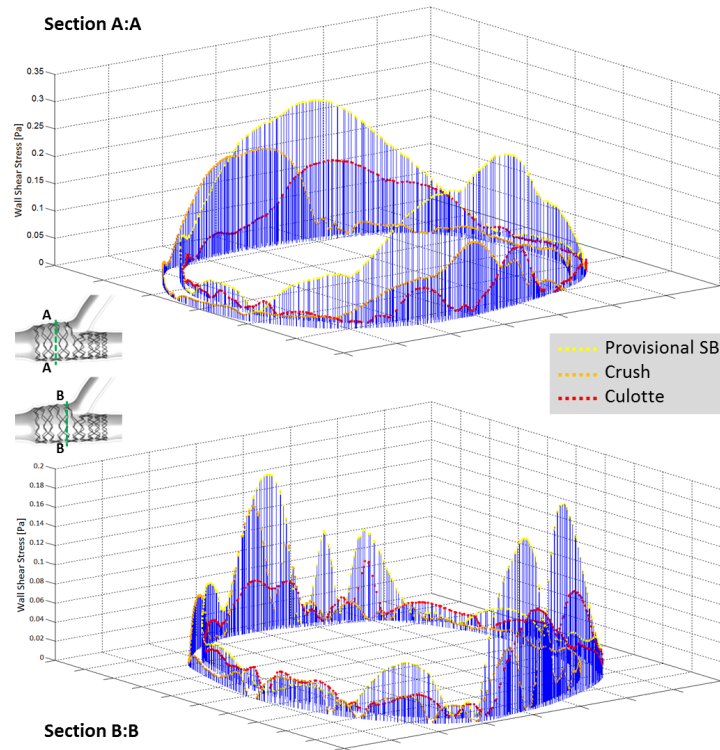 Section A:A
0.35
0.3
0.25
0.2
0.15
0.1
0.05
0
Wall Shear Stress [Pa]
A
A
B
B
Provisional SB
Crush
Culotte
0.2
0.18
0.16
0.14
0.12
0.1
0.08
0.06
0.04
0.02
0
Wall Shear Stress [Pa]
Section B:B